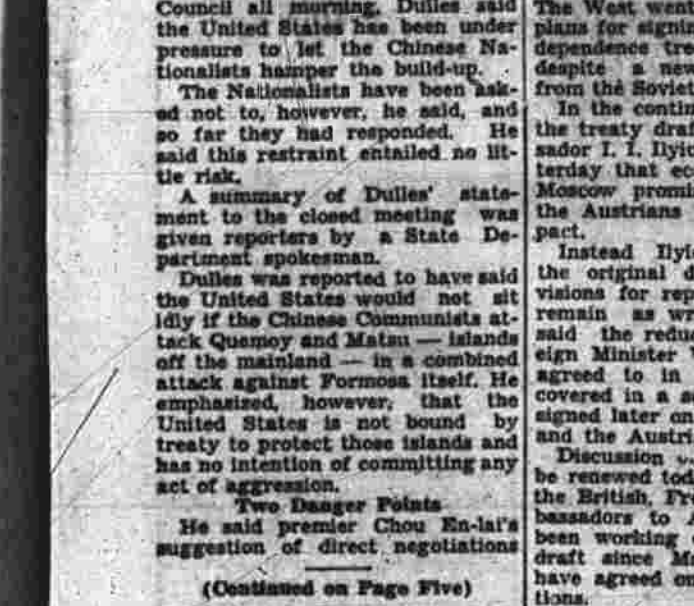 Council all morning, Dulles said
the United States has been under
pressure to let the Chinese Na-
tionalists hamper the build-up.
The Nationalists have been ask-
ed not to, however, he said, and
so far they had responded. He
said this restraint entailed no lit-
tle risk.
A summary of Dulles' state-
ment to the closed meeting was
given reporters by a State De-
partment spokesman.
Dulles was reported to have said
the United States would not sit
idly if the Chinese Communists at-
tack Quemoy and Matsu — islands
off the mainland — in a combined
attack against Formosa itself. He
emphasized, however, that the
United States is not bound by
treaty to protect those islands and
has no intention of committing any
act of aggression.
Two Danger Points
He said premier Chou En-lai's
suggestion of direct negotiations
(Continued on Page Five)
The West went
plans for signi
dependence tre
despite a new
from the Soviet
In the contin
the treaty dra
sador I. I. Ilyic
terday that ec
Moscow promi
the Austrians
pact.
Instead Ilyi
the original d
visions for rep
remain as wr
said the redu
eign Minister
agreed to in
covered in a s
signed later on
and the Austri
Discussion
be renewed tod
the British, Fr
bassadors to
been working
draft since M
have agreed on
tions.